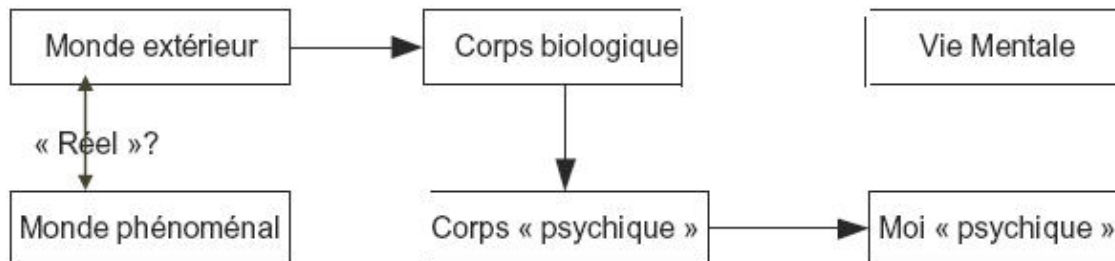 Monde extérieur
Corps biologique
Vie Mentale
« Réel »?
Monde phénoménal
Corps « psychique »
Moi « psychique »